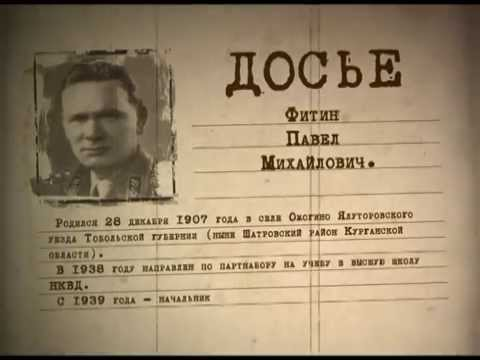 ДОСЬЕ
Фитин
Павел
Михайлович.
Родился 28 декабря 1907 года в селе Ожогино Ялуторовского
уезда Тобольской губернии (ныне Шатровский район Курганской
области).
В 1938 году направлен по партнабору на учебу в высшую школу
НКВД.
С 1939 года – начальник